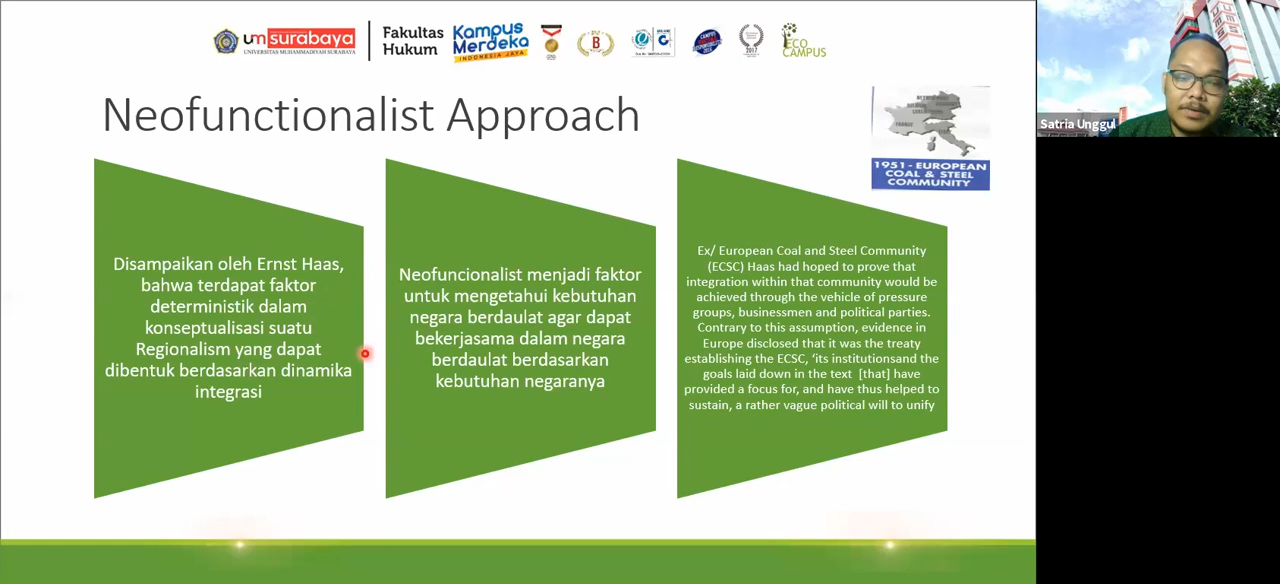 um surabaya
UNIVERSITAS MUHAMMADIYAH SURABAYA
Fakultas
Hukum
Kampus
Merdeka
INDONESIA JAYA
B
2017
ECO
CAMPUS
Satria Unggul
Neofunctionalist Approach
FRANCE
1951 - EUROPEAN
COAL & STEEL
COMMUNITY
Disampaikan oleh Ernst Haas,
bahwa terdapat faktor
deterministik dalam
konseptualisasi suatu
Regionalism yang dapat
dibentuk berdasarkan dinamika
integrasi
Neofuncionalist menjadi faktor
untuk mengetahui kebutuhan
negara berdaulat agar dapat
bekerjasama dalam negara
berdaulat berdasarkan
kebutuhan negaranya
Ex/ European Coal and Steel Community
(ECSC) Haas had hoped to prove that
integration within that community would be
achieved through the vehicle of pressure
groups, businessmen and political parties.
Contrary to this assumption, evidence in
Europe disclosed that it was the treaty
establishing the ECSC, ‘its institutionsand the
goals laid down in the text [that] have
provided a focus for, and have thus helped to
sustain, a rather vague political will to unify